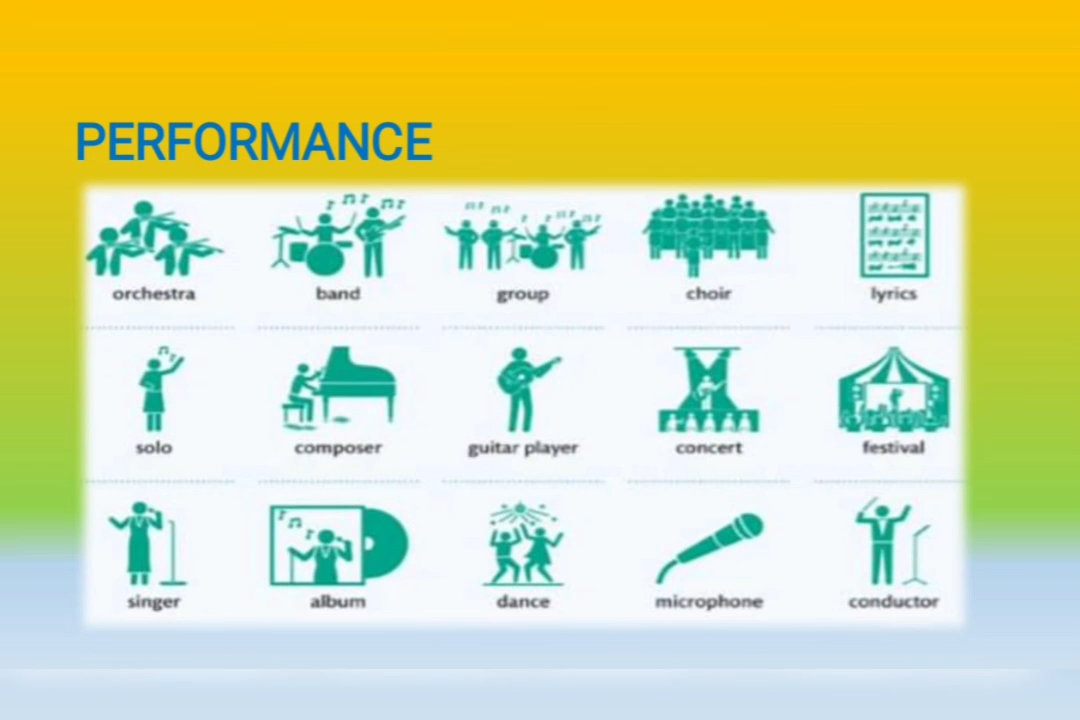 PERFORMANCE
orchestra band group choir lyrics
solo composer guitar player concert festival
singer album dance microphone conductor